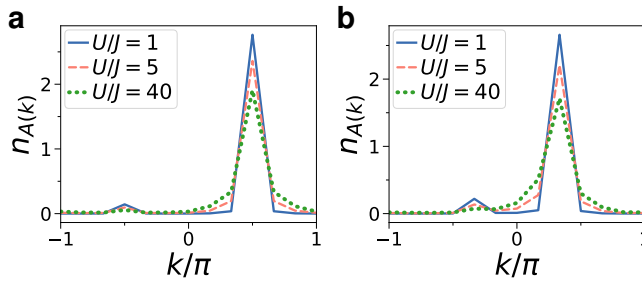 a
U/J = 1
U/J = 5
U/J = 40
n_{A(k)}
2
1
0
−1
0
1
k/π
b
U/J = 1
U/J = 5
U/J = 40
n_{A(k)}
2
1
0
−1
0
1
k/π